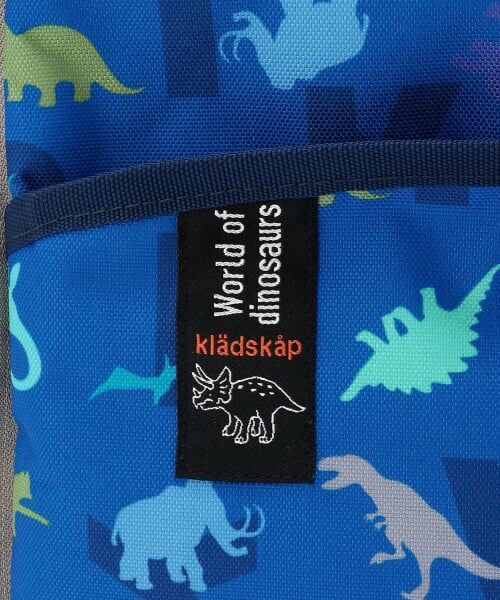 World of
dinosaurs
klädskåp